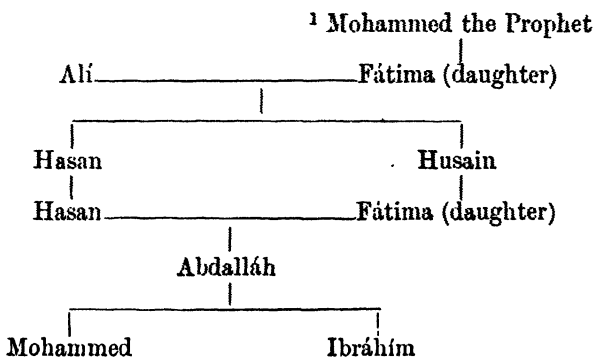 ¹ Mohammed the Prophet
Alí Fátima (daughter)
Hasan Husain
Hasan Fátima (daughter)
Abdalláh
Mohammed Ibráhím